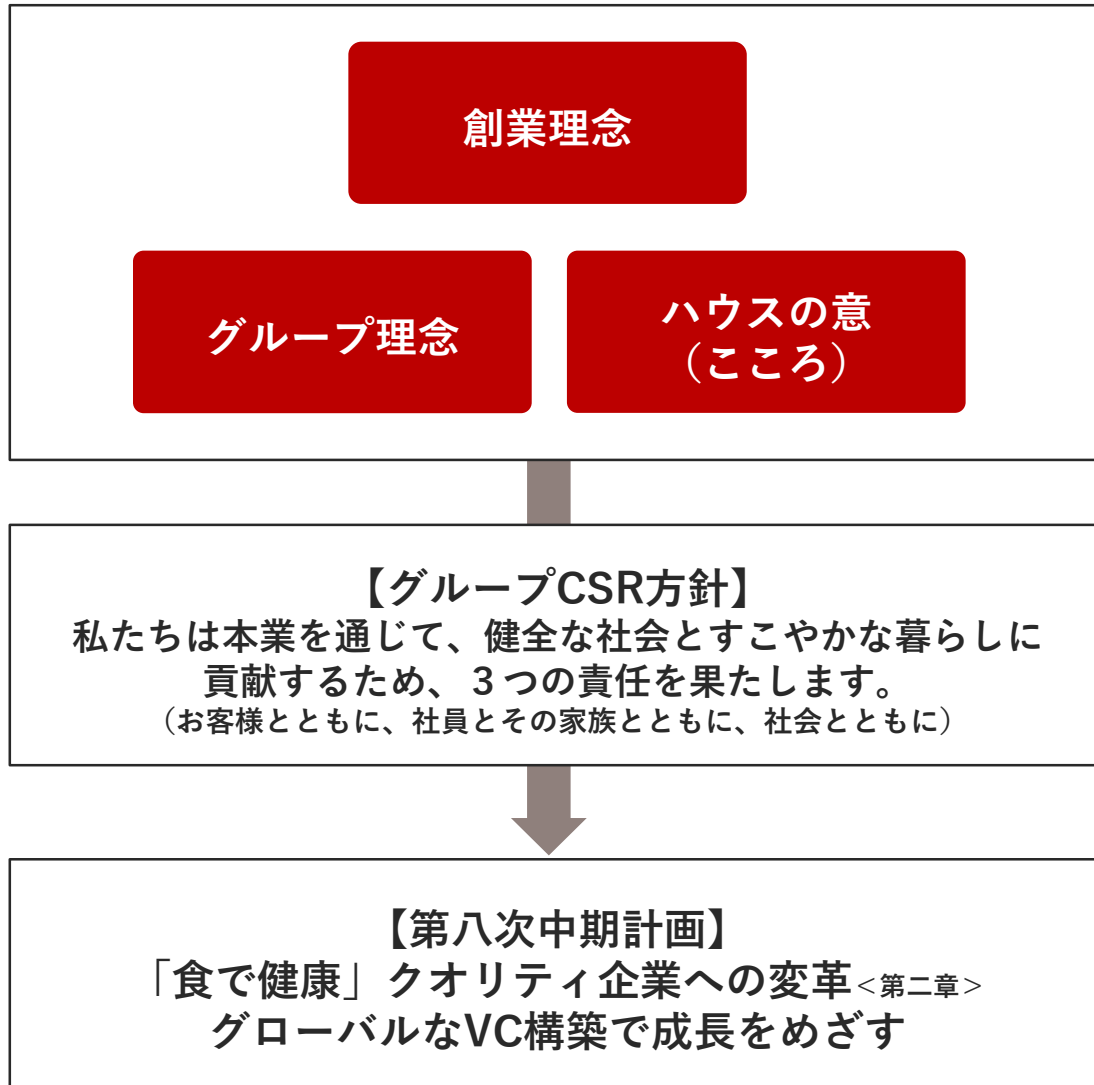 創業理念
グループ理念
ハウスの意
（こころ）
【グループCSR方針】
私たちは本業を通じて、健全な社会とすこやかな暮らしに
貢献するため、３つの責任を果たします。
（お客様とともに、社員とその家族とともに、社会とともに）
【第八次中期計画】
「食で健康」クオリティ企業への変革<第二章>
グローバルなVC構築で成長をめざす